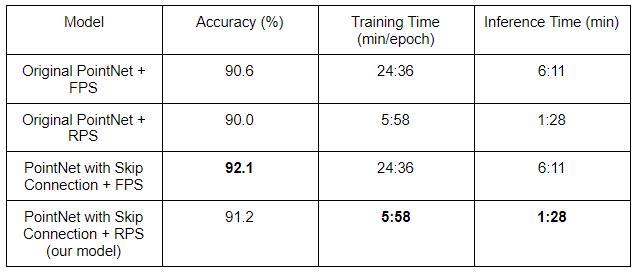 Model Accuracy (%) Training Time (min/epoch) Inference Time (min)
Original PointNet + FPS 90.6 24:36 6:11
Original PointNet + RPS 90.0 5:58 1:28
PointNet with Skip Connection + FPS 92.1 24:36 6:11
PointNet with Skip Connection + RPS (our model) 91.2 5:58 1:28